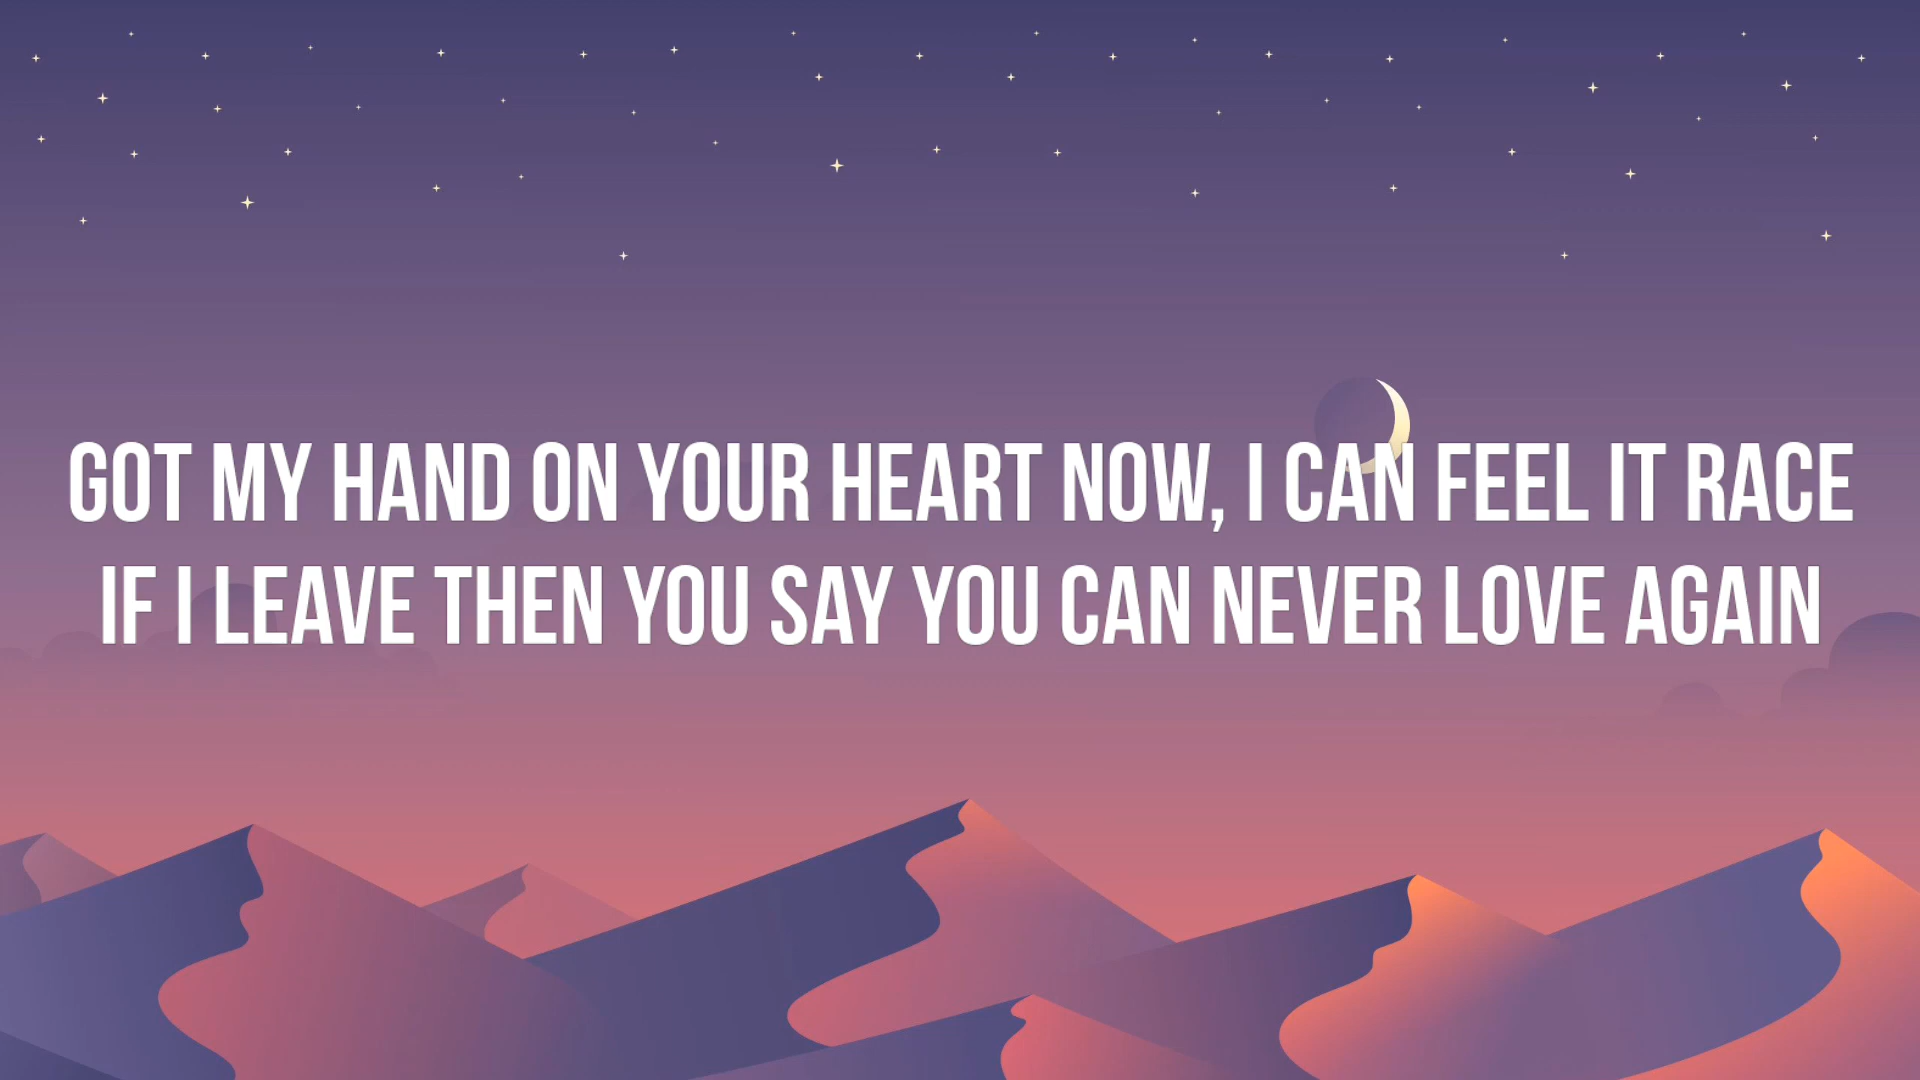 GOT MY HAND ON YOUR HEART NOW, I CAN FEEL IT RACE
IF I LEAVE THEN YOU SAY YOU CAN NEVER LOVE AGAIN